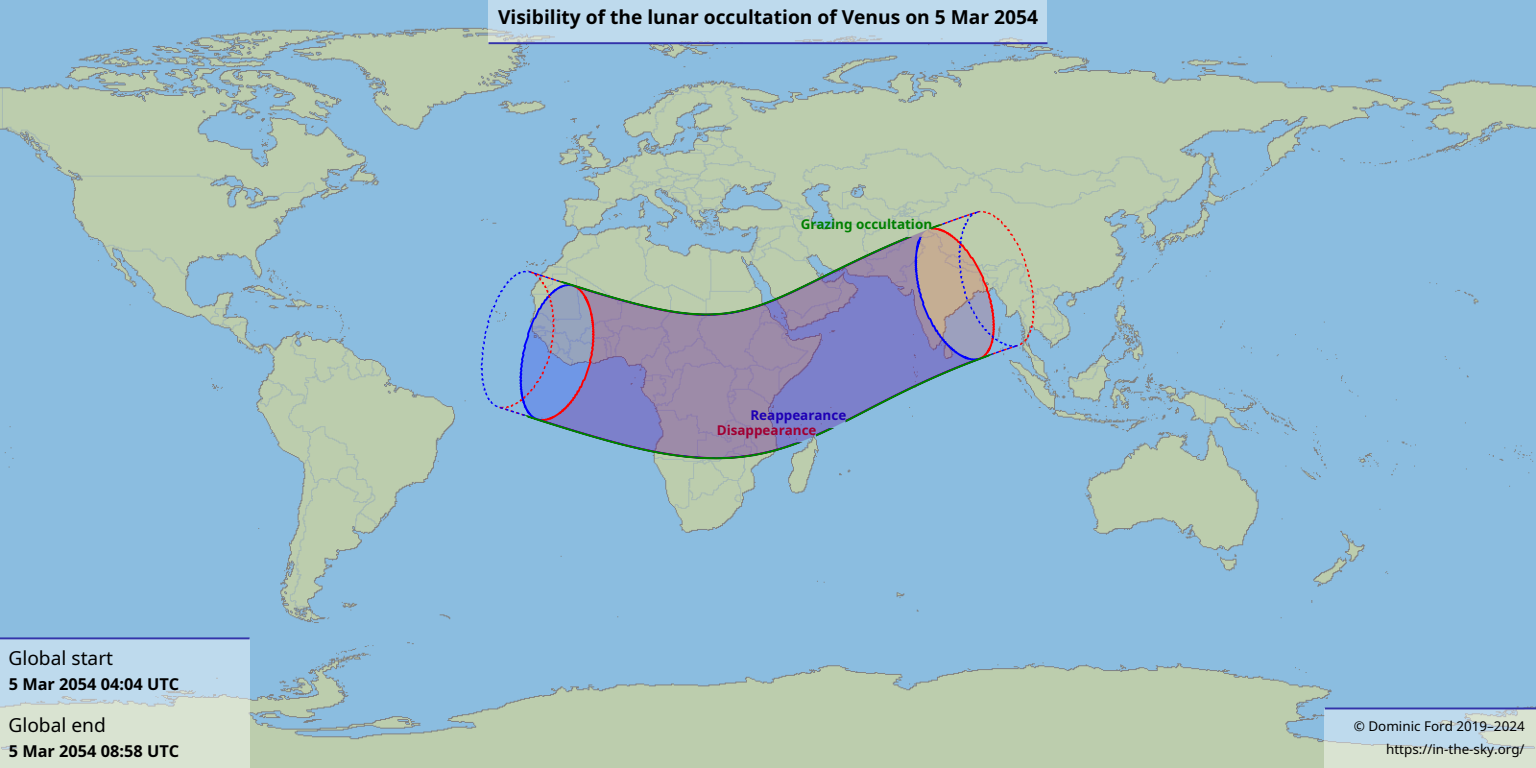 Visibility of the lunar occultation of Venus on 5 Mar 2054
Grazing occultation
Reappearance
Disappearance
Global start
5 Mar 2054 04:04 UTC
Global end
5 Mar 2054 08:58 UTC
© Dominic Ford 2019–2024
https://in-the-sky.org/